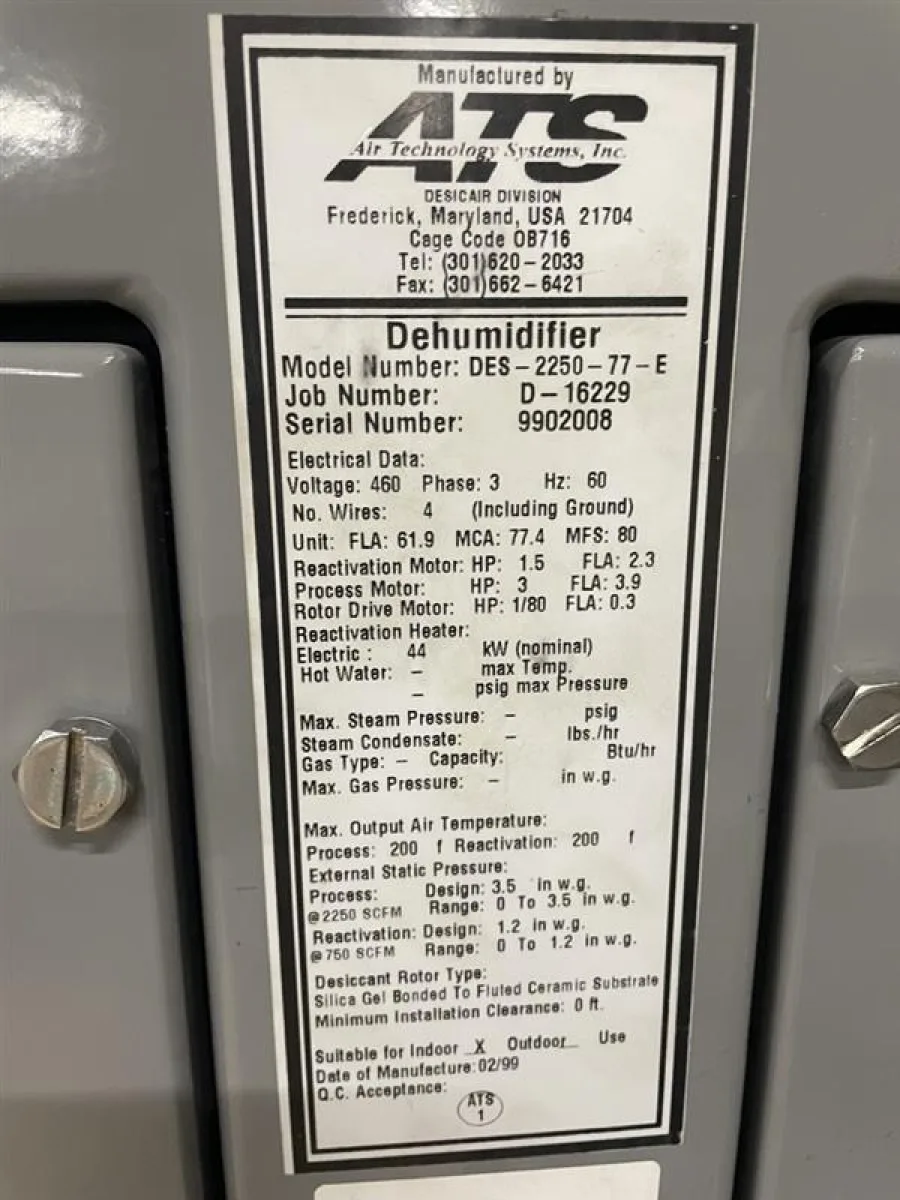 Manufactured by
ATS
Air Technology Systems, Inc.
DESICAIR DIVISION
Frederick, Maryland, USA 21704
Cage Code OB716
Tel: (301)620-2033
Fax: (301)662-6421
Dehumidifier
Model Number: DES-2250-77-E
Job Number: D-16229
Serial Number: 9902008
Electrical Data:
Voltage: 460 Phase: 3 Hz: 60
No. Wires: 4 (Including Ground)
Unit: FLA: 61.9 MCA: 77.4 MFS: 80
Reactivation Motor: HP: 1.5 FLA: 2.3
Process Motor: HP: 3 FLA: 3.9
Rotor Drive Motor: HP: 1/80 FLA: 0.3
Reactivation Heater:
Electric : 44 kW (nominal)
Hot Water: - max Temp.
- psig max Pressure
Max. Steam Pressure: - psig
Steam Condensate: - lbs./hr
Gas Type: - Capacity: Btu/hr
Max. Gas Pressure: - in w.g.
Max. Output Air Temperature:
Process: 200 f Reactivation: 200 f
External Static Pressure:
Process: Design: 3.5 in w.g.
@2250 SCFM Range: 0 To 3.5 in w.g.
Reactivation: Design: 1.2 in w.g.
@750 SCFM Range: 0 To 1.2 in w.g.
Desiccant Rotor Type:
Silica Gel Bonded To Fluted Ceramic Substrate
Minimum Installation Clearance: 0 ft.
Suitable for Indoor _X_ Outdoor__ Use
Date of Manufacture: 02/99
Q.C. Acceptance:
ATS
1